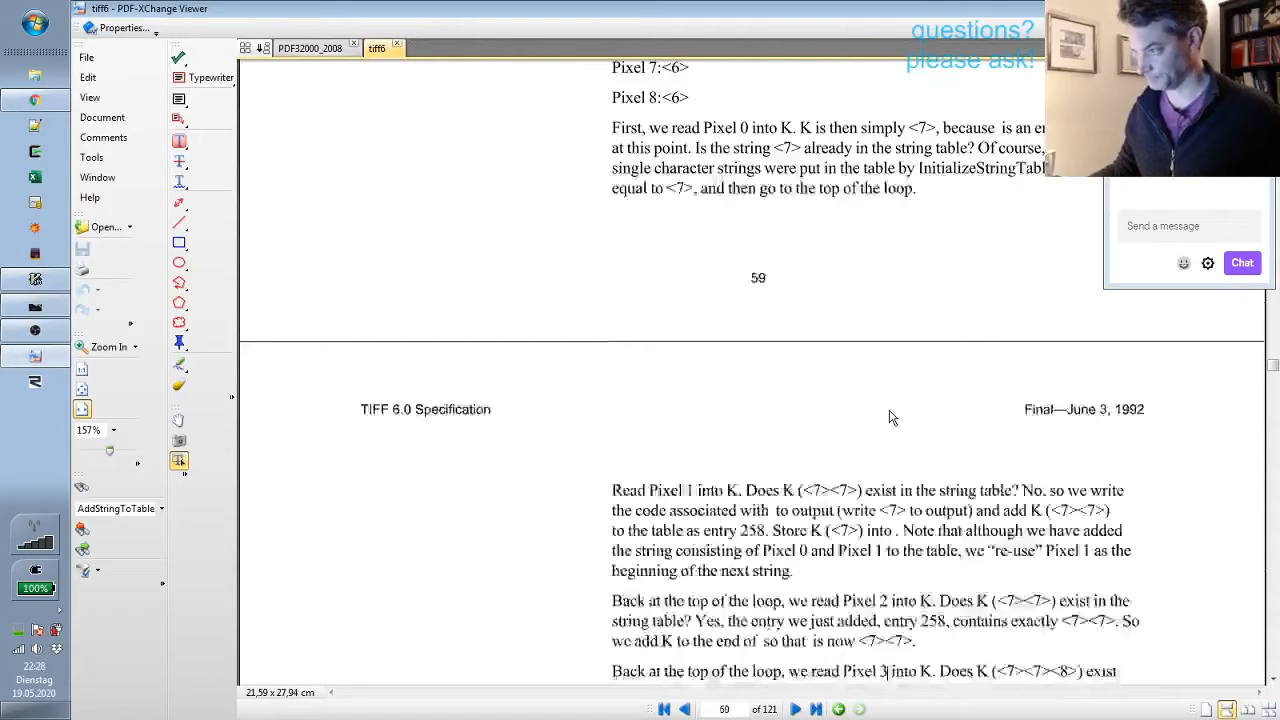 tiff6 - PDF-XChange Viewer
Properties...
questions?
please ask!
PDF32000_2008
tiff6
File
Edit
View
Document
Comments
Tools
Window
Help
Open...
Zoom In
157%
AddStringToTable
Typewriter
Pixel 7:<6>
Pixel 8:<6>
First, we read Pixel 0 into K. K is then simply <7>, because is an
at this point. Is the string <7> already in the string table? Of course,
single character strings were put in the table by InitializeStringTabl
equal to <7>, and then go to the top of the loop.
59
Send a message
Chat
TIFF 6.0 Specification
Final—June 3, 1992
Read Pixel 1 into K. Does K (<7><7>) exist in the string table? No, so we write
the code associated with to output (write <7> to output) and add K (<7><7>)
to the table as entry 258. Store K (<7>) into . Note that although we have added
the string consisting of Pixel 0 and Pixel 1 to the table, we “re-use” Pixel 1 as the
beginning of the next string.
Back at the top of the loop, we read Pixel 2 into K. Does K (<7><7>) exist in the
string table? Yes, the entry we just added, entry 258, contains exactly <7><7>. So
we add K to the end of so that is now <7><7>.
Back at the top of the loop, we read Pixel 3 into K. Does K (<7><7><8>) exist
21,59 x 27,94 cm
59
of 121
100%
22:28
Dienstag
19.05.2020